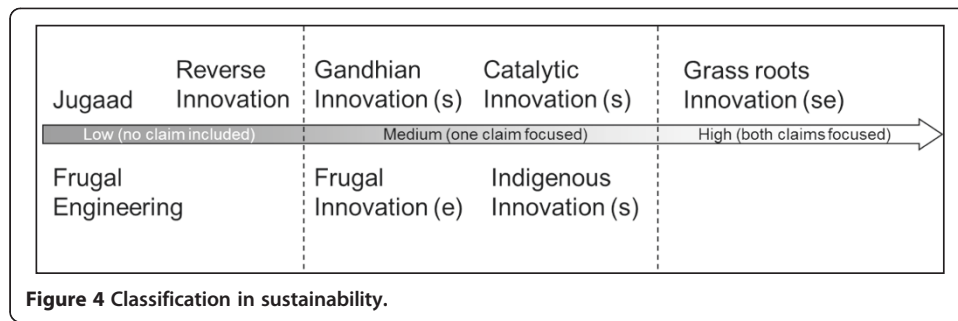 Jugaad
Reverse
Innovation
Gandhian
Innovation (s)
Catalytic
Innovation (s)
Grass roots
Innovation (se)
Low (no claim included)
Medium (one claim focused)
High (both claims focused)
Frugal
Engineering
Frugal
Innovation (e)
Indigenous
Innovation (s)
Figure 4 Classification in sustainability.